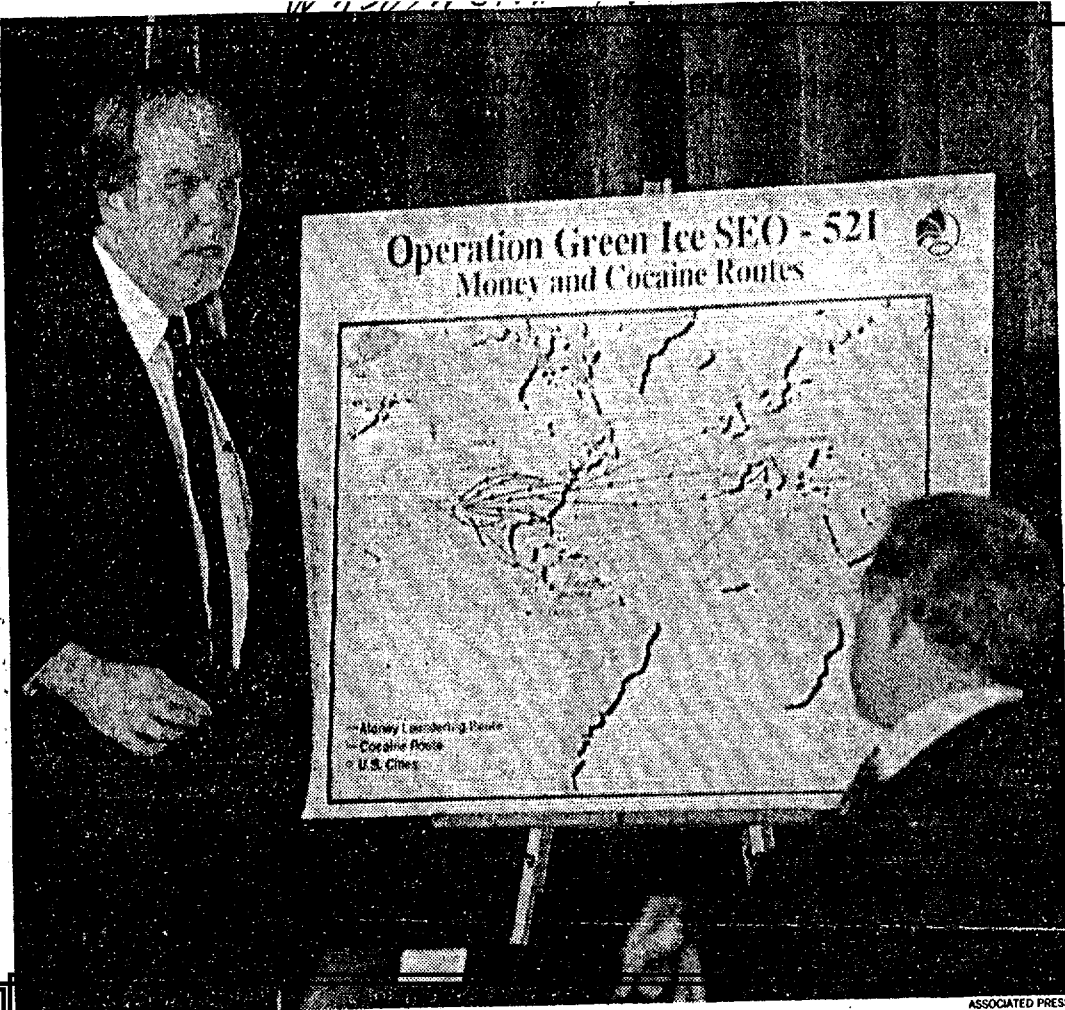 Operation Green Ice SEO - 521
Money and Cocaine Routes
Money Laundering Route
Cocaine Route
U.S. Cities
ASSOCIATED PRESS